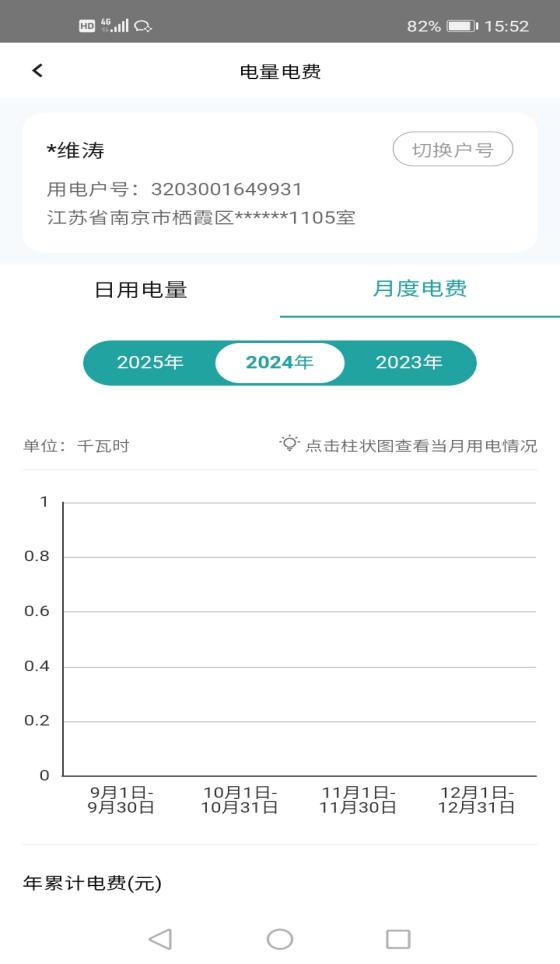 HD 4G 82% 15:52
电量电费
*维涛 切换户号
用电户号：3203001649931
江苏省南京市栖霞区******1105室
日用电量 月度电费
2025年 2024年 2023年
单位：千瓦时 点击柱状图查看当月用电情况
1
0.8
0.6
0.4
0.2
0
9月1日- 10月1日- 11月1日- 12月1日-
9月30日 10月31日 11月30日 12月31日
年累计电费(元)